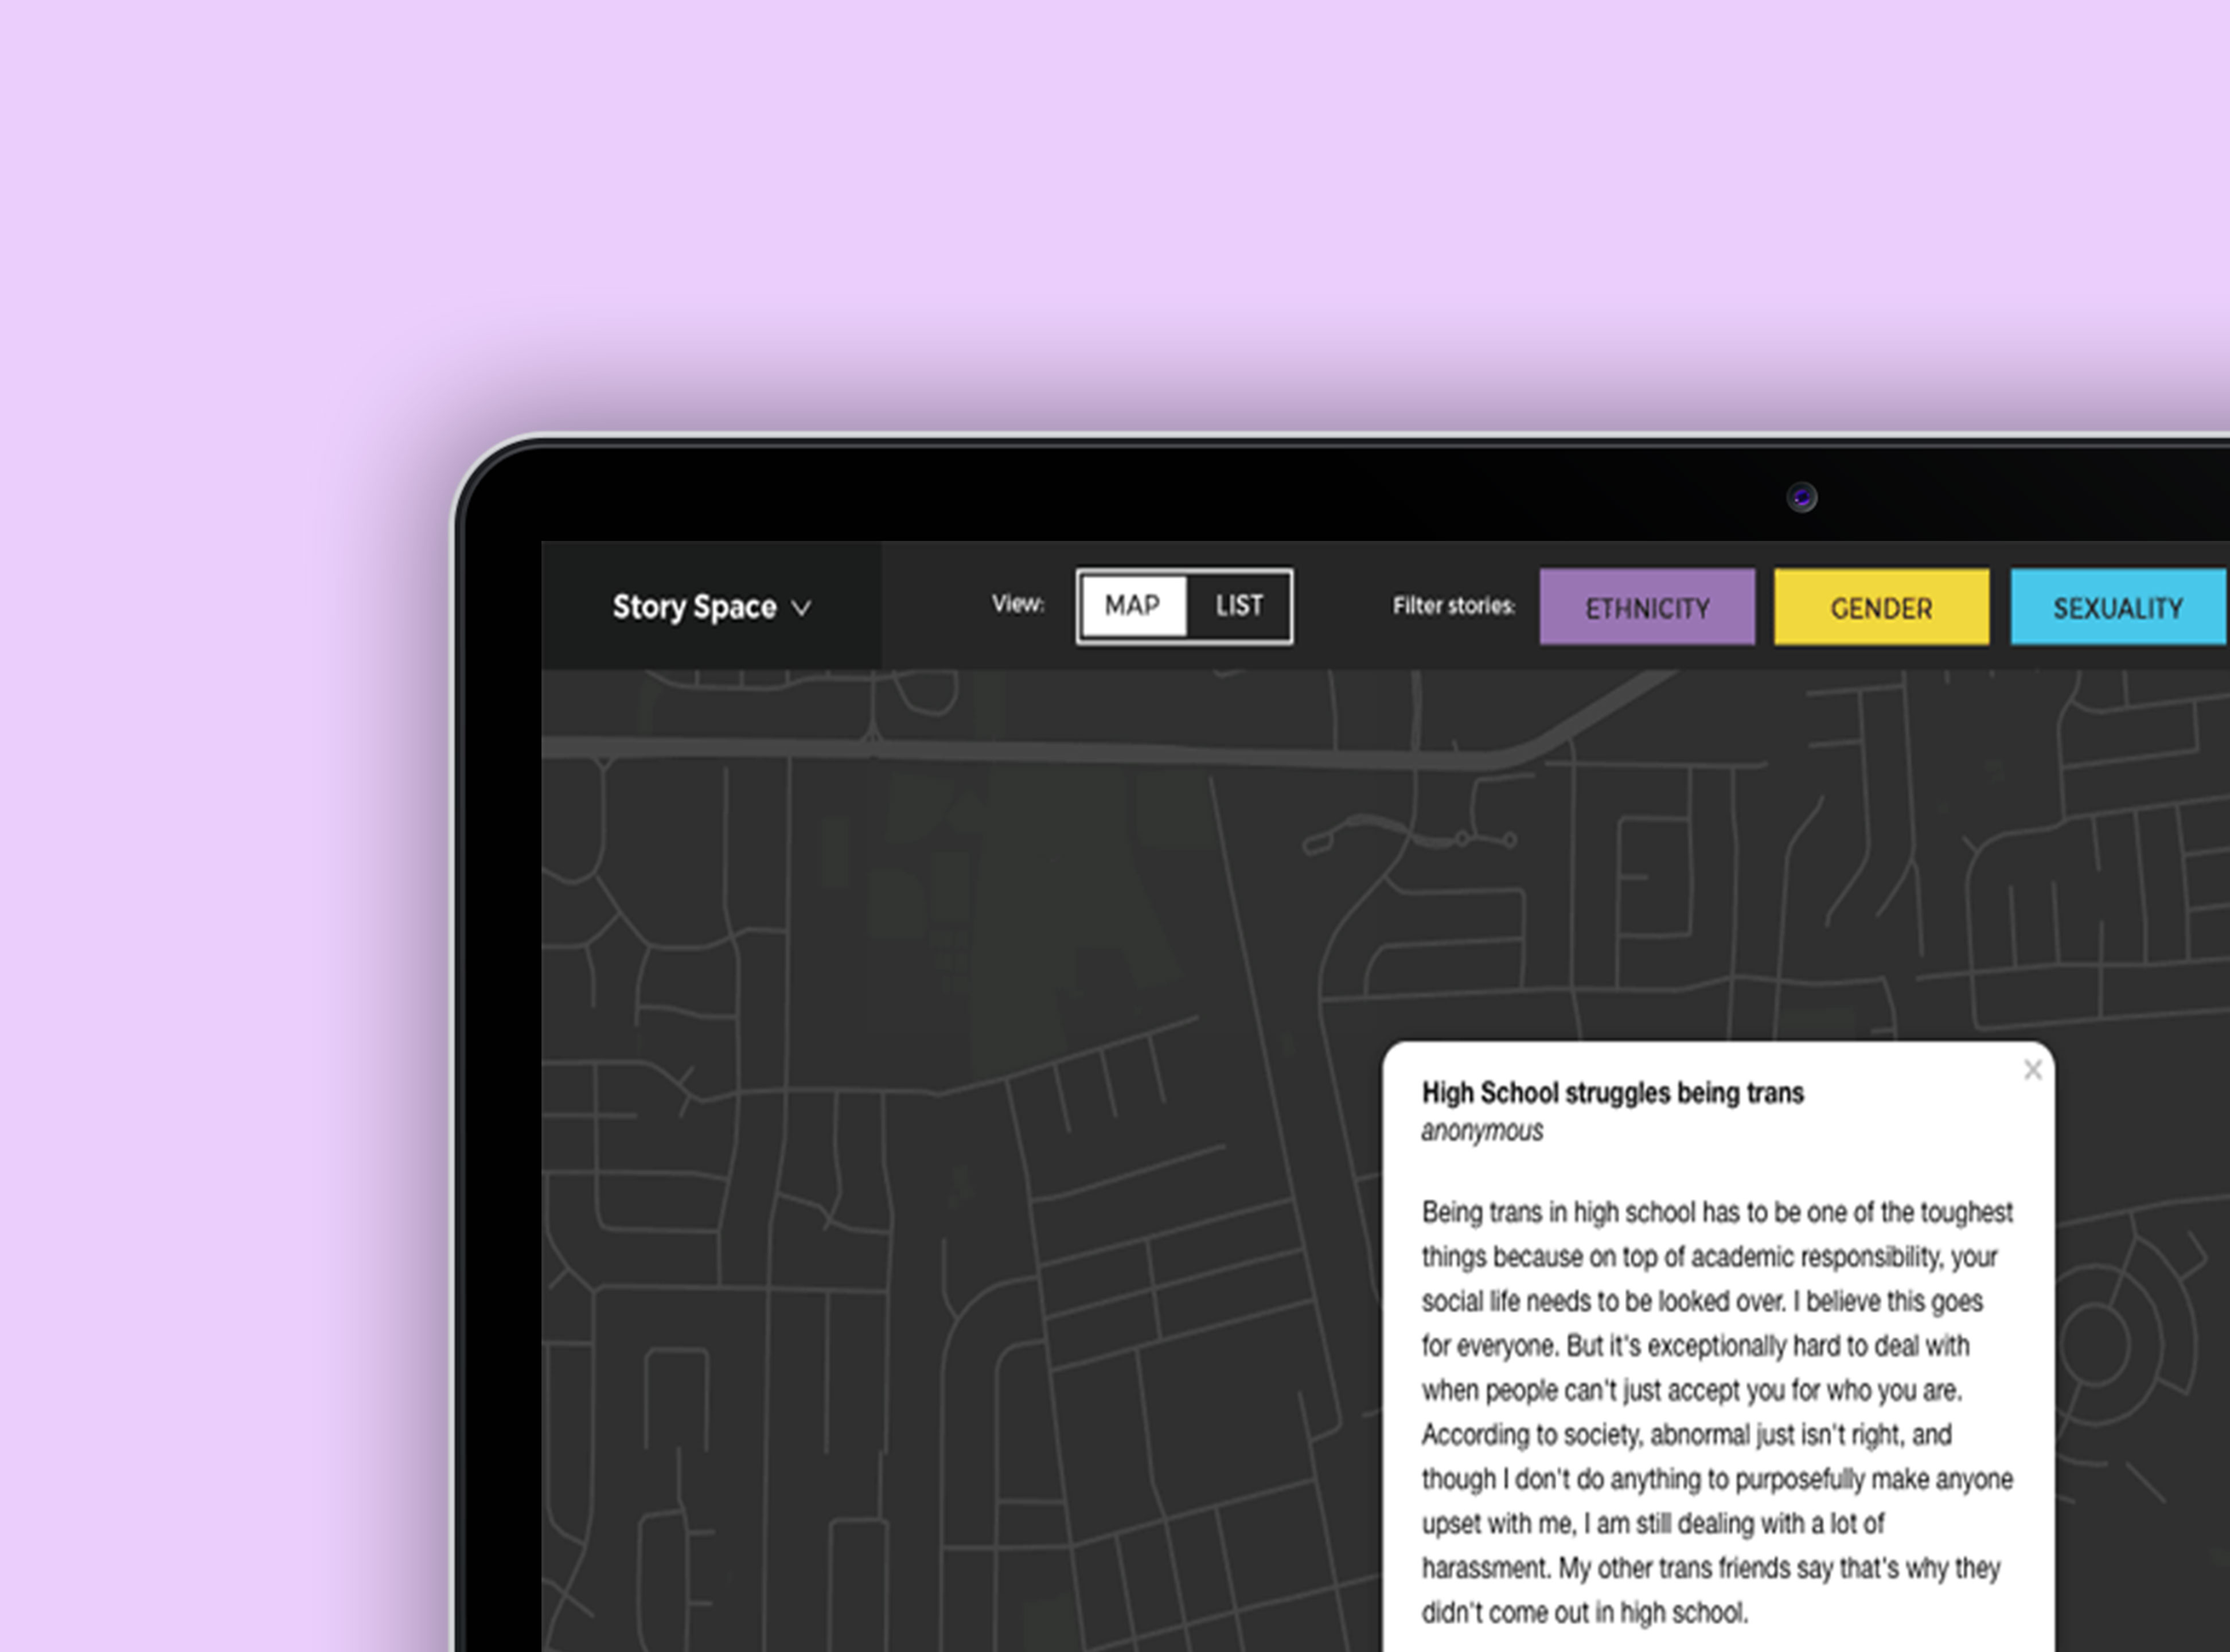 Story Space
View:
MAP
LIST
Filter stories:
ETHNICITY
GENDER
SEXUALITY
High School struggles being trans
anonymous
Being trans in high school has to be one of the toughest
things because on top of academic responsibility, your
social life needs to be looked over. I believe this goes
for everyone. But it's exceptionally hard to deal with
when people can't just accept you for who you are.
According to society, abnormal just isn't right, and
though I don't do anything to purposefully make anyone
upset with me, I am still dealing with a lot of
harassment. My other trans friends say that's why they
didn't come out in high school.